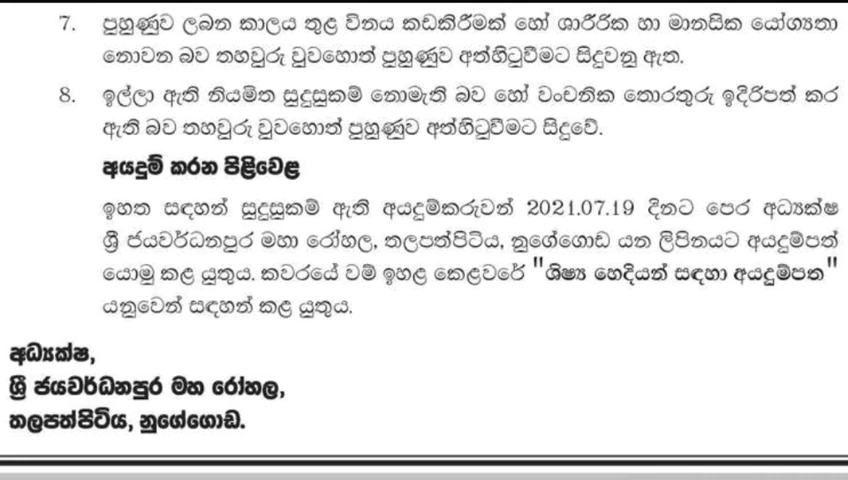 7. පුහුණුව ලබන කාලය තුළ විනය කඩකිරීමක් හෝ ශාරීරික හා මානසික යෝග්‍යතා
නොවන බව තහවුරු වුවහොත් පුහුණුව අත්හිටුවීමට සිදුවනු ඇත.
8. ඉල්ලා ඇති නියමිත සුදුසුකම් නොමැති බව හෝ වංචනික තොරතුරු ඉදිරිපත් කර
ඇති බව තහවුරු වුවහොත් පුහුණුව අත්හිටුවීමට සිදුවේ.
අයදුම් කරන පිළිවෙළ
ඉහත සඳහන් සුදුසුකම් ඇති අයදුම්කරුවන් 2021.07.19 දිනට පෙර අධ්‍යක්ෂ
ශ්‍රී ජයවර්ධනපුර මහා රෝහල, තලපත්පිටිය, නුගේගොඩ යන ලිපිනයට අයදුම්පත්
යොමු කළ යුතුය. කවරයේ වම් ඉහළ කෙළවරේ "ශිෂ්‍ය හෙදියන් සඳහා අයදුම්පත"
යනුවෙන් සඳහන් කළ යුතුය.
අධ්‍යක්ෂ,
ශ්‍රී ජයවර්ධනපුර මහ රෝහල,
තලපත්පිටිය, නුගේගොඩ.